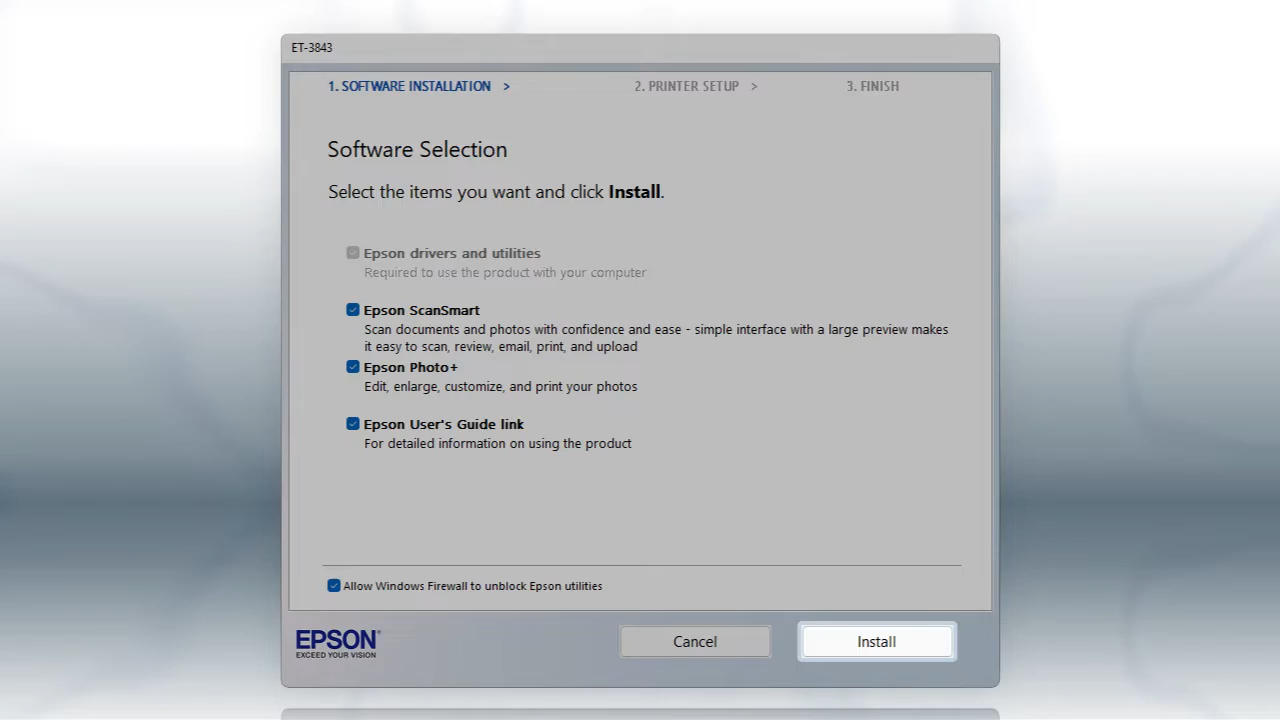 ET-3843
1. SOFTWARE INSTALLATION > 2. PRINTER SETUP > 3. FINISH
Software Selection
Select the items you want and click Install.
Epson drivers and utilities
Required to use the product with your computer
Epson ScanSmart
Scan documents and photos with confidence and ease - simple interface with a large preview makes
it easy to scan, review, email, print, and upload
Epson Photo+
Edit, enlarge, customize, and print your photos
Epson User's Guide link
For detailed information on using the product
Allow Windows Firewall to unblock Epson utilities
EPSON®
EXCEED YOUR VISION
Cancel Install